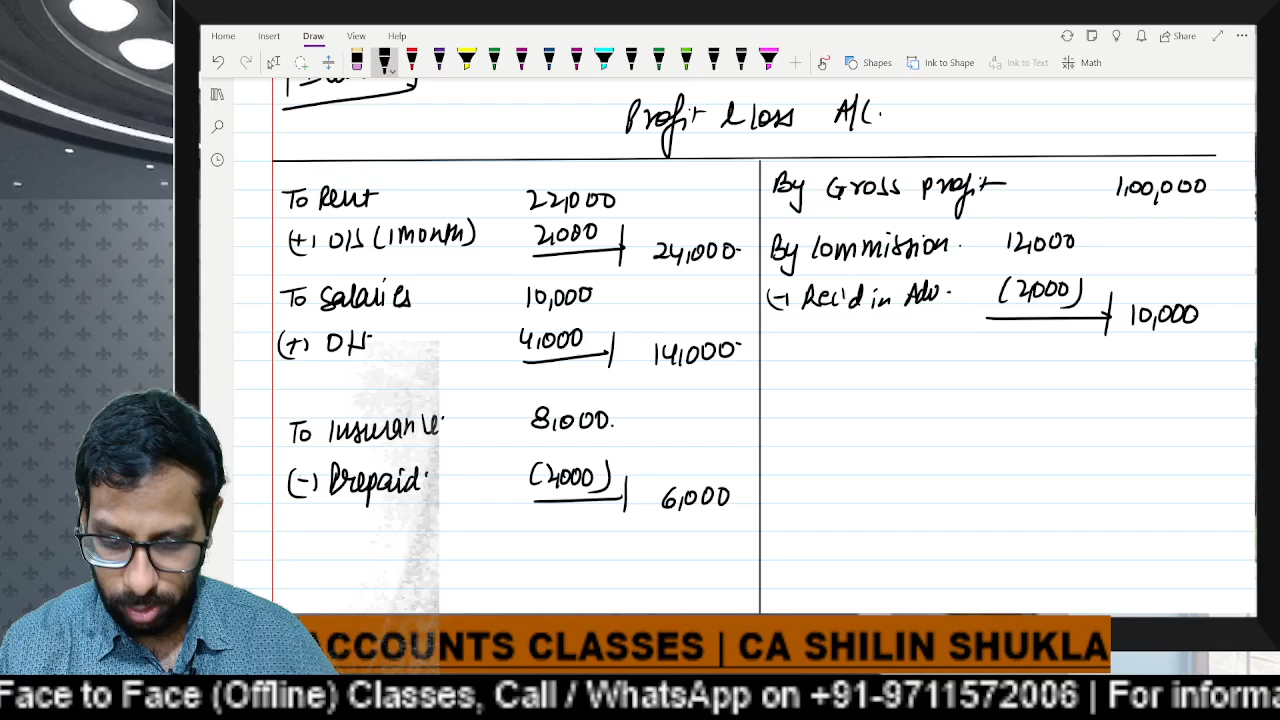 Home Insert Draw View Help
Share
Shapes Ink to Shape Ink to Text Math
Profit & loss A/C.
To Rent 22,000
(+) O/S (1 month) 2,000 24,000
To Salaries 10,000
(+) O/S 4,000 14,000
To Insurance 8,000.
(-) Prepaid (2,000) 6,000
By Gross profit 1,00,000
By Commission. 12,000
(-) Rec'd in Adv. (2,000) 10,000
ACCOUNTS CLASSES | CA SHILIN SHUKLA
Face to Face (Offline) Classes, Call / WhatsApp on +91-9711572006 | For informa